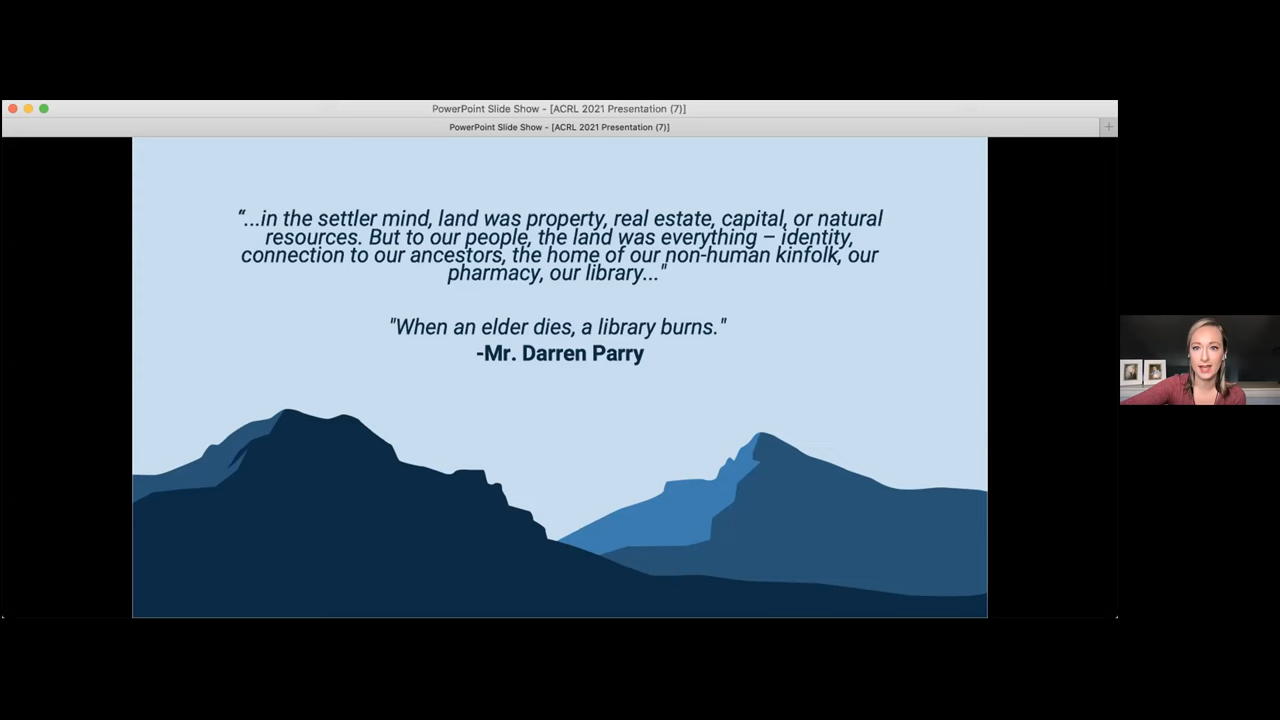 PowerPoint Slide Show - [ACRL 2021 Presentation (7)]
PowerPoint Slide Show - [ACRL 2021 Presentation (7)]
“...in the settler mind, land was property, real estate, capital, or natural
resources. But to our people, the land was everything – identity,
connection to our ancestors, the home of our non-human kinfolk, our
pharmacy, our library..."
"When an elder dies, a library burns."
-Mr. Darren Parry